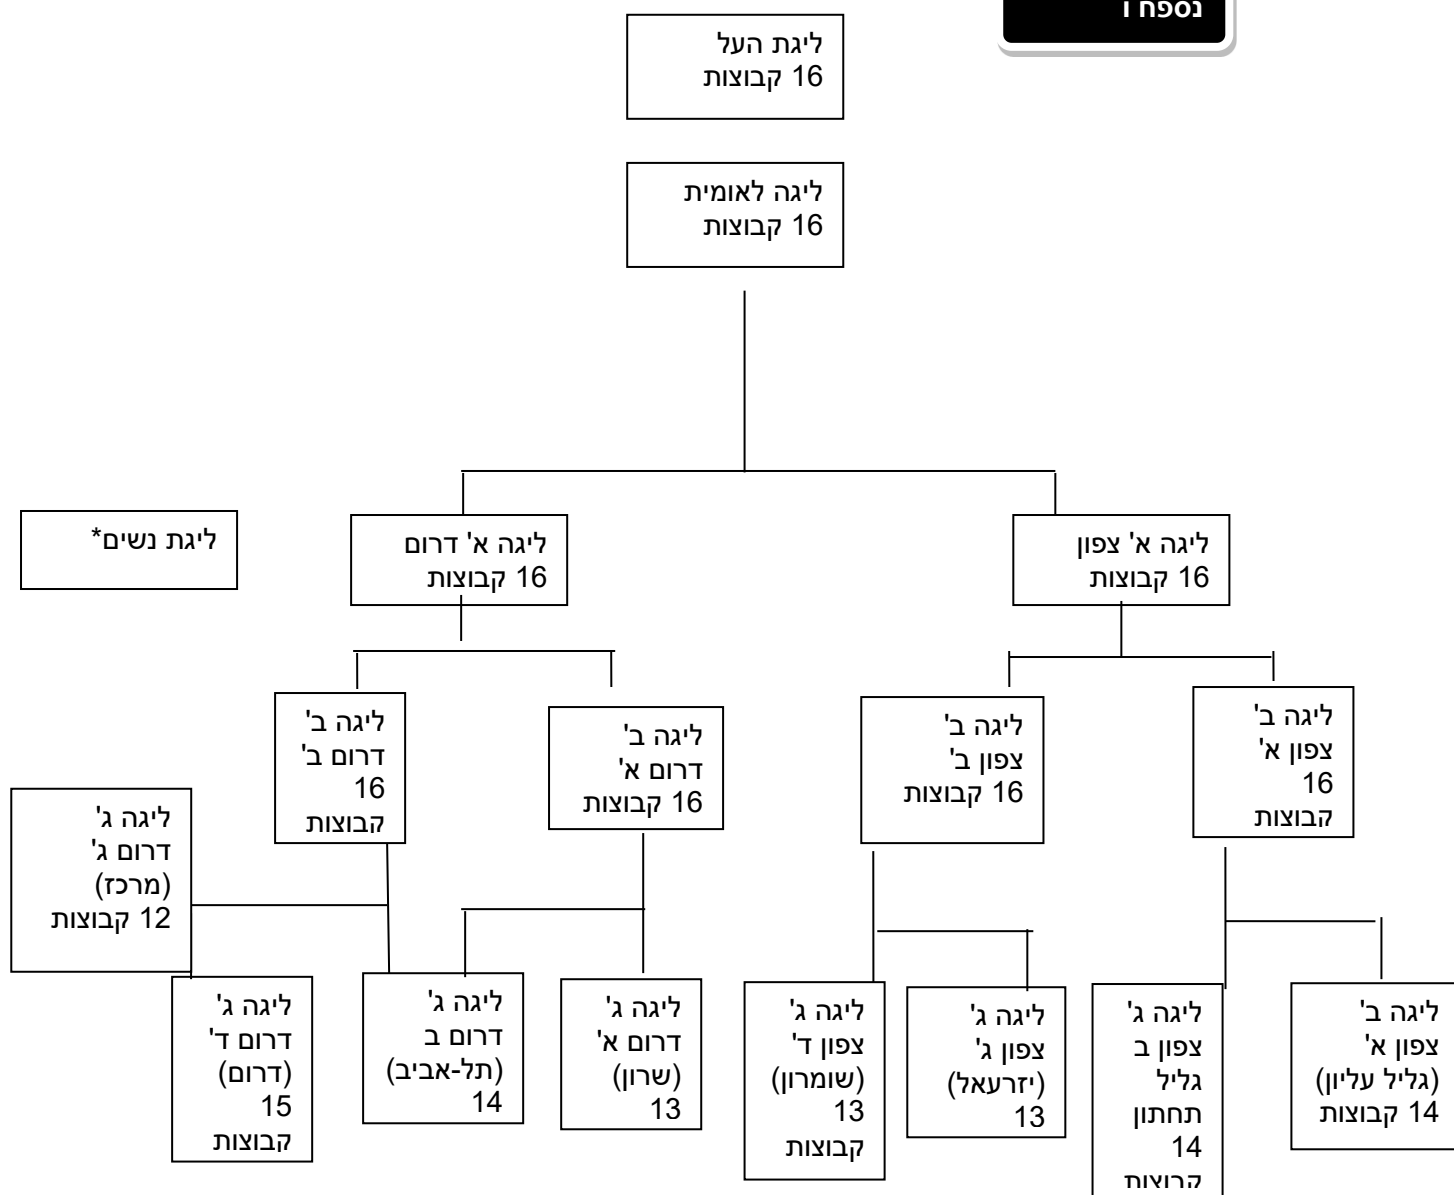 נספח ו
ליגת העל
16 קבוצות
ליגה לאומית
16 קבוצות
ליגה א' צפון
16 קבוצות
ליגה א' דרום
16 קבוצות
ליגת נשים*
ליגה ב'
צפון א'
16
קבוצות
ליגה ב'
צפון ב'
16 קבוצות
ליגה ב'
דרום א'
16 קבוצות
ליגה ב'
דרום ב'
16
קבוצות
ליגה ג'
דרום ג'
(מרכז)
12 קבוצות
ליגה ב'
צפון א'
(גליל עליון)
14 קבוצות
ליגה ג'
צפון ב
גליל
תחתון
14
קבוצות
ליגה ג'
צפון ג'
(יזרעאל)
13
ליגה ג'
צפון ד'
(שומרון)
13
קבוצות
ליגה ג'
דרום א'
(שרון)
13
ליגה ג'
דרום ב
(תל-אביב)
14
ליגה ג'
דרום ד'
(דרום)
15
קבוצות